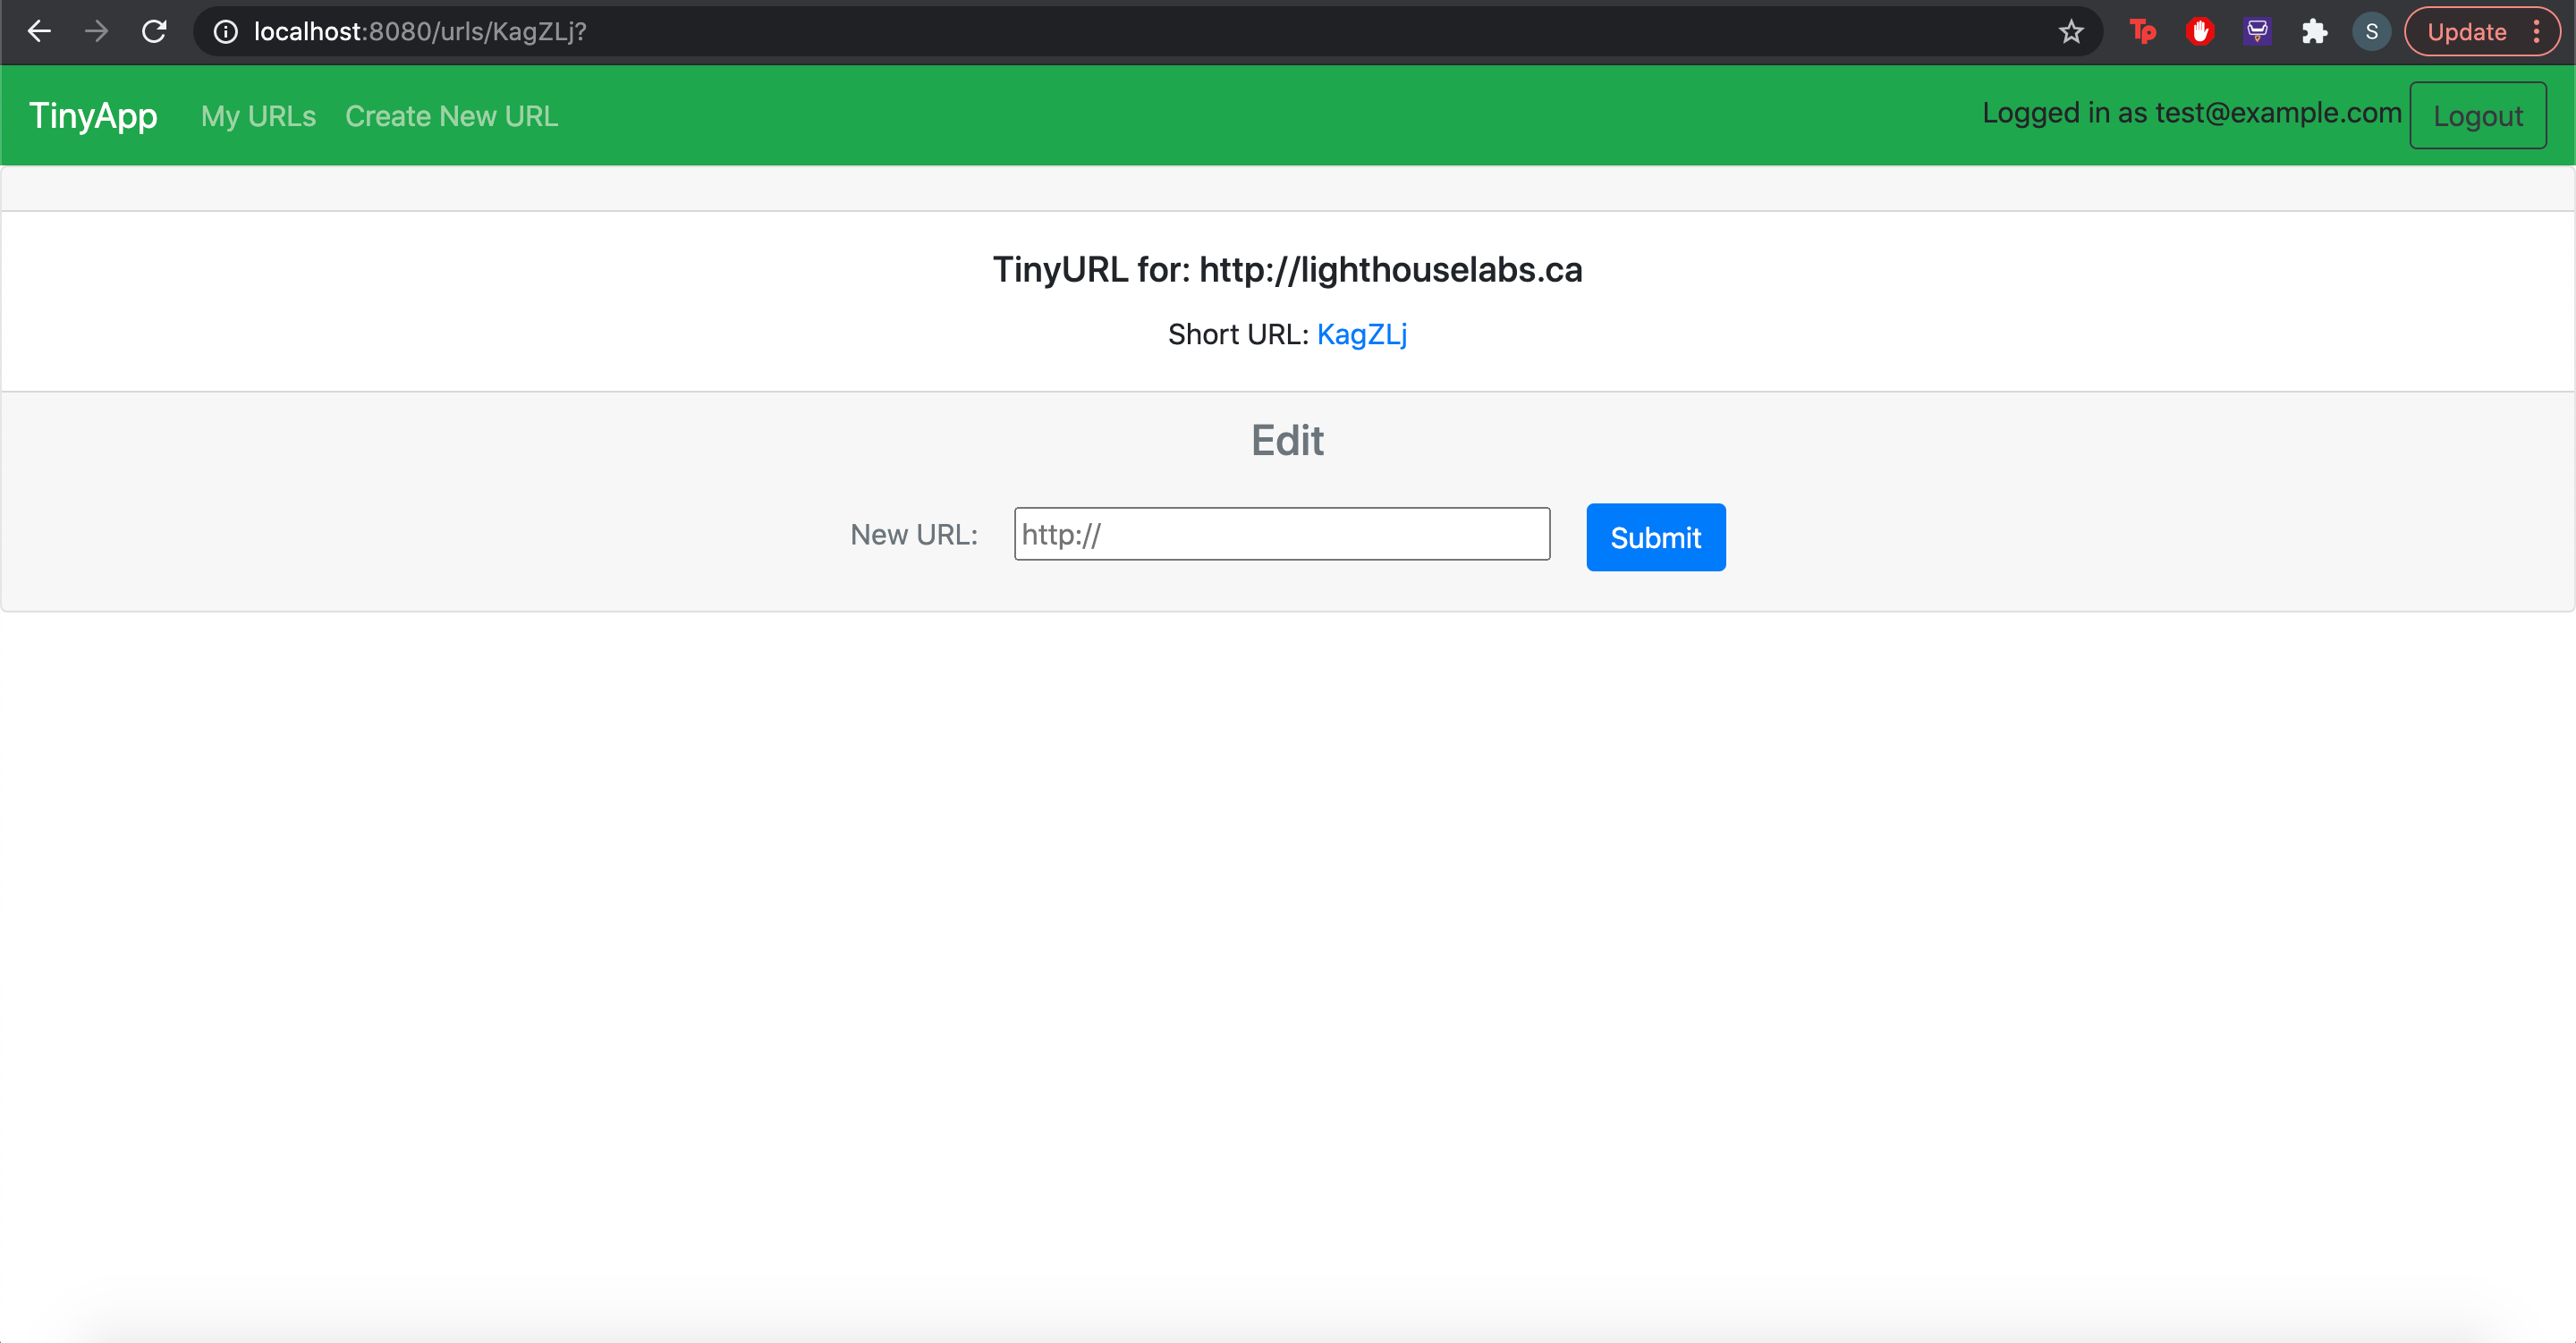 localhost:8080/urls/KagZLj?
Tp
S
Update
TinyApp My URLs Create New URL Logged in as test@example.com Logout
TinyURL for: http://lighthouselabs.ca
Short URL: KagZLj
Edit
New URL: http:// Submit